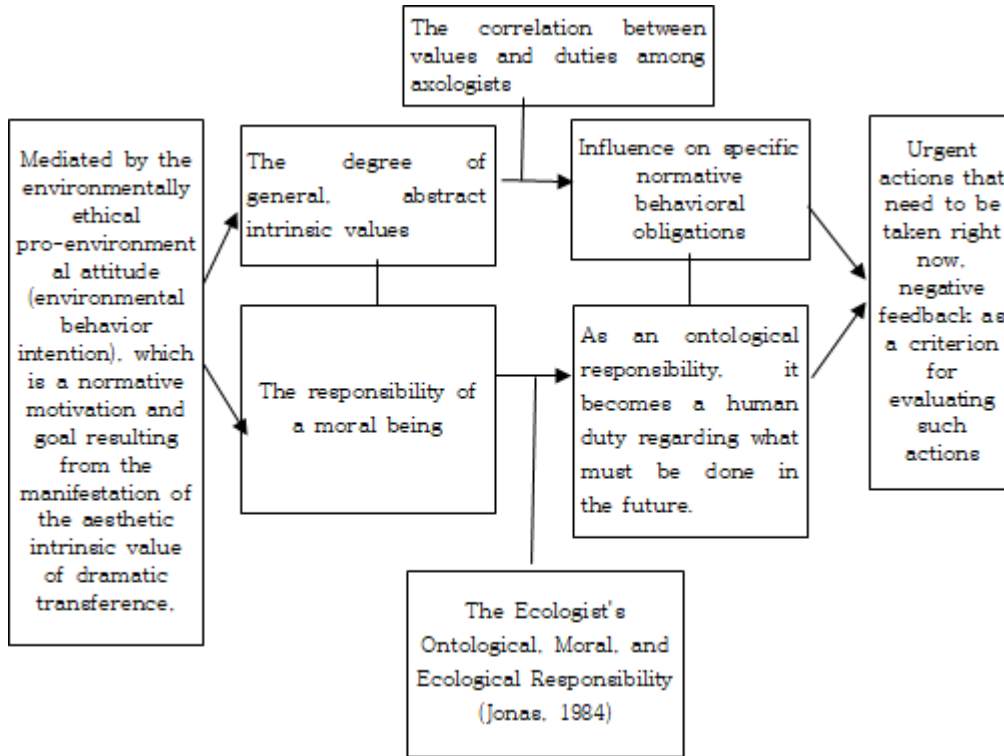 The correlation between
values and duties among
axologists
Mediated by the
environmentally
ethical
pro-environment
al attitude
(environmental
behavior
intention), which
is a normative
motivation and
goal resulting
from the
manifestation of
the aesthetic
intrinsic value
of dramatic
transference,
The degree of
general, abstract
intrinsic values
Influence on specific
normative
behavioral
obligations
Urgent
actions that
need to be
taken right
now,
negative
feedback as
a criterion
for
evaluating
such
actions
The responsibility of
a moral being
As an ontological
responsibility, it
becomes a human
duty regarding what
must be done in
the future.
The Ecologist's
Ontological, Moral, and
Ecological Responsibility
(Jonas, 1984)